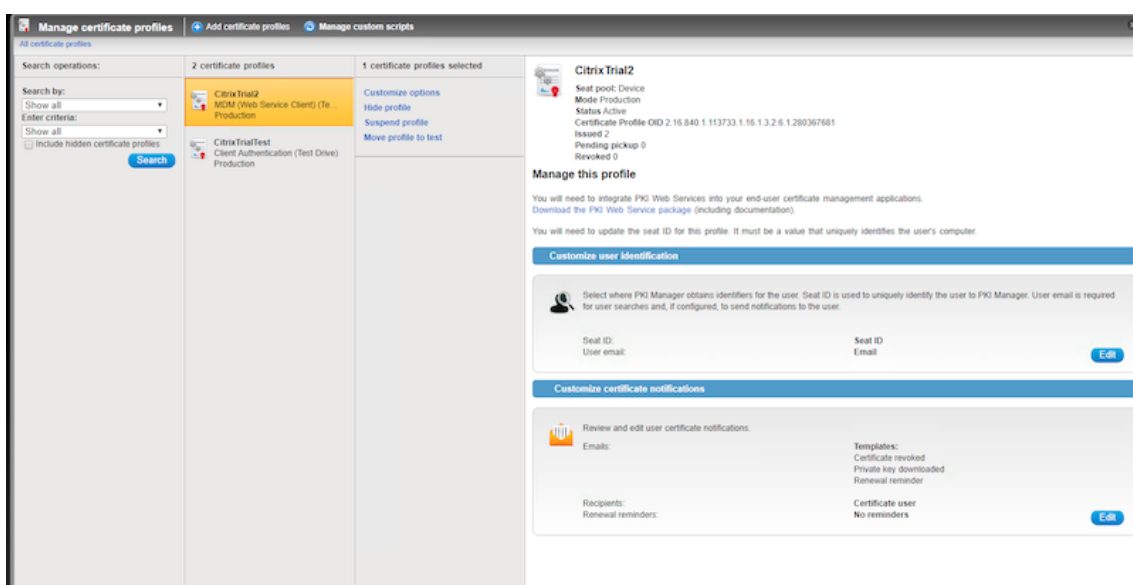 Manage certificate profiles
Add certificate profiles
Manage custom scripts
All certificate profiles
Search operations:
Search by:
Show all
Enter criteria:
Show all
Include hidden certificate profiles
Search
2 certificate profiles
CitrixTrial2
MDM (Web Service Client) (Te...
Production
CitrixTrialTest
Client Authentication (Test Drive)
Production
1 certificate profiles selected
Customize options
Hide profile
Suspend profile
Move profile to test
CitrixTrial2
Seat pool: Device
Mode Production
Status Active
Certificate Profile OID 2.16.840.1.113733.1.16.1.3.2.6.1.280367681
Issued 2
Pending pickup 0
Revoked 0
Manage this profile
You will need to integrate PKI Web Services into your end-user certificate management applications.
Download the PKI Web Service package (including documentation).
You will need to update the seat ID for this profile. It must be a value that uniquely identifies the user's computer.
Customize user identification
Select where PKI Manager obtains identifiers for the user. Seat ID is used to uniquely identify the user to PKI Manager. User email is required
for user searches and, if configured, to send notifications to the user.
Seat ID: Seat ID
User email: Email
Edit
Customize certificate notifications
Review and edit user certificate notifications.
Emails: Templates:
Certificate revoked
Private key downloaded
Renewal reminder
Recipients: Certificate user
Renewal reminders: No reminders
Edit